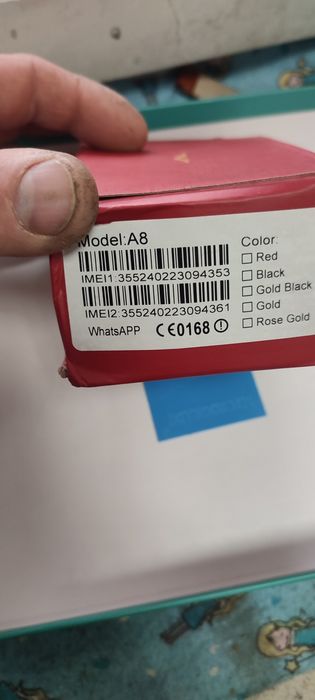 Model:A8
IMEI1:355240223094353
IMEI2:355240223094361
WhatsAPP CE0168
Color:
☐ Red
☐ Black
☐ Gold Black
☐ Gold
☐ Rose Gold